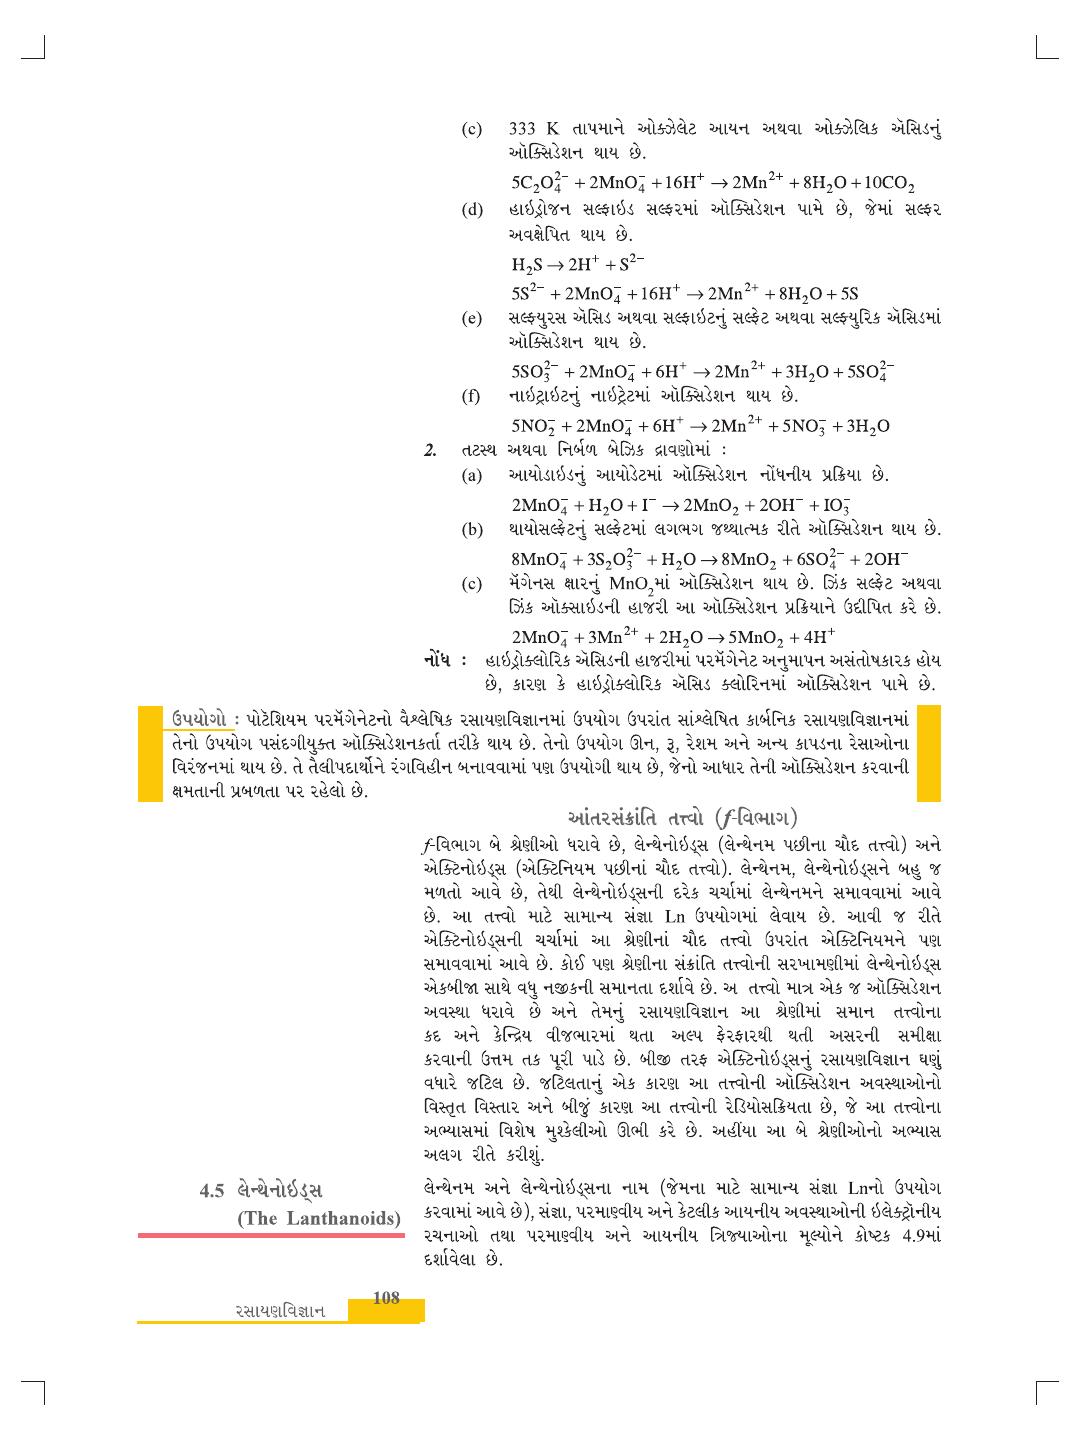 (c) 333 K તાપમાને ઓક્ઝેલેટ આયન અથવા ઓક્ઝેલિક ઍસિડનું
ઑક્સિડેશન થાય છે.
5C₂O₄²⁻ + 2MnO₄⁻ + 16H⁺ → 2Mn²⁺ + 8H₂O + 10CO₂
(d) હાઇડ્રોજન સલ્ફાઇડ સલ્ફરમાં ઑક્સિડેશન પામે છે, જેમાં સલ્ફર
અવક્ષેપિત થાય છે.
H₂S → 2H⁺ + S²⁻
5S²⁻ + 2MnO₄⁻ + 16H⁺ → 2Mn²⁺ + 8H₂O + 5S
(e) સલ્ફ્યુરસ ઍસિડ અથવા સલ્ફાઇટનું સલ્ફેટ અથવા સલ્ફ્યુરિક ઍસિડમાં
ઑક્સિડેશન થાય છે.
5SO₃²⁻ + 2MnO₄⁻ + 6H⁺ → 2Mn²⁺ + 3H₂O + 5SO₄²⁻
(f) નાઇટ્રાઇટનું નાઇટ્રેટમાં ઑક્સિડેશન થાય છે.
5NO₂⁻ + 2MnO₄⁻ + 6H⁺ → 2Mn²⁺ + 5NO₃⁻ + 3H₂O
2. તટસ્થ અથવા નિર્બળ બેઝિક દ્રાવણોમાં :
(a) આયોડાઇડનું આયોડેટમાં ઑક્સિડેશન નોંધનીય પ્રક્રિયા છે.
2MnO₄⁻ + H₂O + I⁻ → 2MnO₂ + 2OH⁻ + IO₃⁻
(b) થાયોસલ્ફેટનું સલ્ફેટમાં લગભગ જથ્થાત્મક રીતે ઑક્સિડેશન થાય છે.
8MnO₄⁻ + 3S₂O₃²⁻ + H₂O → 8MnO₂ + 6SO₄²⁻ + 2OH⁻
(c) મૅંગેનસ ક્ષારનું MnO₂માં ઑક્સિડેશન થાય છે. ઝિંક સલ્ફેટ અથવા
ઝિંક ઑક્સાઇડની હાજરી આ ઑક્સિડેશન પ્રક્રિયાને ઉદ્દીપિત કરે છે.
2MnO₄⁻ + 3Mn²⁺ + 2H₂O → 5MnO₂ + 4H⁺
નોંધ : હાઇડ્રોક્લોરિક ઍસિડની હાજરીમાં પરમૅંગેનેટ અનુમાપન અસંતોષકારક હોય
છે, કારણ કે હાઇડ્રોક્લોરિક ઍસિડ ક્લોરિનમાં ઑક્સિડેશન પામે છે.
ઉપયોગો : પોટૅશિયમ પરમૅંગેનેટનો વૈશ્લેષિક રસાયણવિજ્ઞાનમાં ઉપયોગ ઉપરાંત સાંશ્લેષિત કાર્બનિક રસાયણવિજ્ઞાનમાં
તેનો ઉપયોગ પસંદગીયુક્ત ઑક્સિડેશનકર્તા તરીકે થાય છે. તેનો ઉપયોગ ઊન, રૂ, રેશમ અને અન્ય કાપડના રેસાઓના
વિરંજનમાં થાય છે. તે તૈલીપદાર્થોને રંગવિહીન બનાવવામાં પણ ઉપયોગી થાય છે, જેનો આધાર તેની ઑક્સિડેશન કરવાની
ક્ષમતાની પ્રબળતા પર રહેલો છે.
આંતરસંક્રાંતિ તત્ત્વો (f-વિભાગ)
f-વિભાગ બે શ્રેણીઓ ધરાવે છે, લેન્થેનોઇડ્સ (લેન્થેનમ પછીના ચૌદ તત્ત્વો) અને
એક્ટિનોઇડ્સ (એક્ટિનિયમ પછીનાં ચૌદ તત્ત્વો). લેન્થેનમ, લેન્થેનોઇડ્સને બહુ જ
મળતો આવે છે, તેથી લેન્થેનોઇડ્સની દરેક ચર્ચામાં લેન્થેનમને સમાવવામાં આવે
છે. આ તત્ત્વો માટે સામાન્ય સંજ્ઞા Ln ઉપયોગમાં લેવાય છે. આવી જ રીતે
એક્ટિનોઇડ્સની ચર્ચામાં આ શ્રેણીનાં ચૌદ તત્ત્વો ઉપરાંત એક્ટિનિયમને પણ
સમાવવામાં આવે છે. કોઈ પણ શ્રેણીના સંક્રાંતિ તત્ત્વોની સરખામણીમાં લેન્થેનોઇડ્સ
એકબીજા સાથે વધુ નજીકની સમાનતા દર્શાવે છે. અ તત્ત્વો માત્ર એક જ ઑક્સિડેશન
અવસ્થા ધરાવે છે અને તેમનું રસાયણવિજ્ઞાન આ શ્રેણીમાં સમાન તત્ત્વોના
કદ અને કેન્દ્રિય વીજભારમાં થતા અલ્પ ફેરફારથી થતી અસરની સમીક્ષા
કરવાની ઉત્તમ તક પૂરી પાડે છે. બીજી તરફ એક્ટિનોઇડ્સનું રસાયણવિજ્ઞાન ઘણું
વધારે જટિલ છે. જટિલતાનું એક કારણ આ તત્ત્વોની ઑક્સિડેશન અવસ્થાઓનો
વિસ્તૃત વિસ્તાર અને બીજું કારણ આ તત્ત્વોની રેડિયોસક્રિયતા છે, જે આ તત્ત્વોના
અભ્યાસમાં વિશેષ મુશ્કેલીઓ ઊભી કરે છે. અહીંયા આ બે શ્રેણીઓનો અભ્યાસ
અલગ રીતે કરીશું.
4.5 લેન્થેનોઇડ્સ
(The Lanthanoids)
લેન્થેનમ અને લેન્થેનોઇડ્સના નામ (જેમના માટે સામાન્ય સંજ્ઞા Lnનો ઉપયોગ
કરવામાં આવે છે), સંજ્ઞા, પરમાણ્વીય અને કેટલીક આયનીય અવસ્થાઓની ઇલેક્ટ્રૉનીય
રચનાઓ તથા પરમાણ્વીય અને આયનીય ત્રિજ્યાઓના મૂલ્યોને કોષ્ટક 4.9માં
દર્શાવેલા છે.
રસાયણવિજ્ઞાન 108